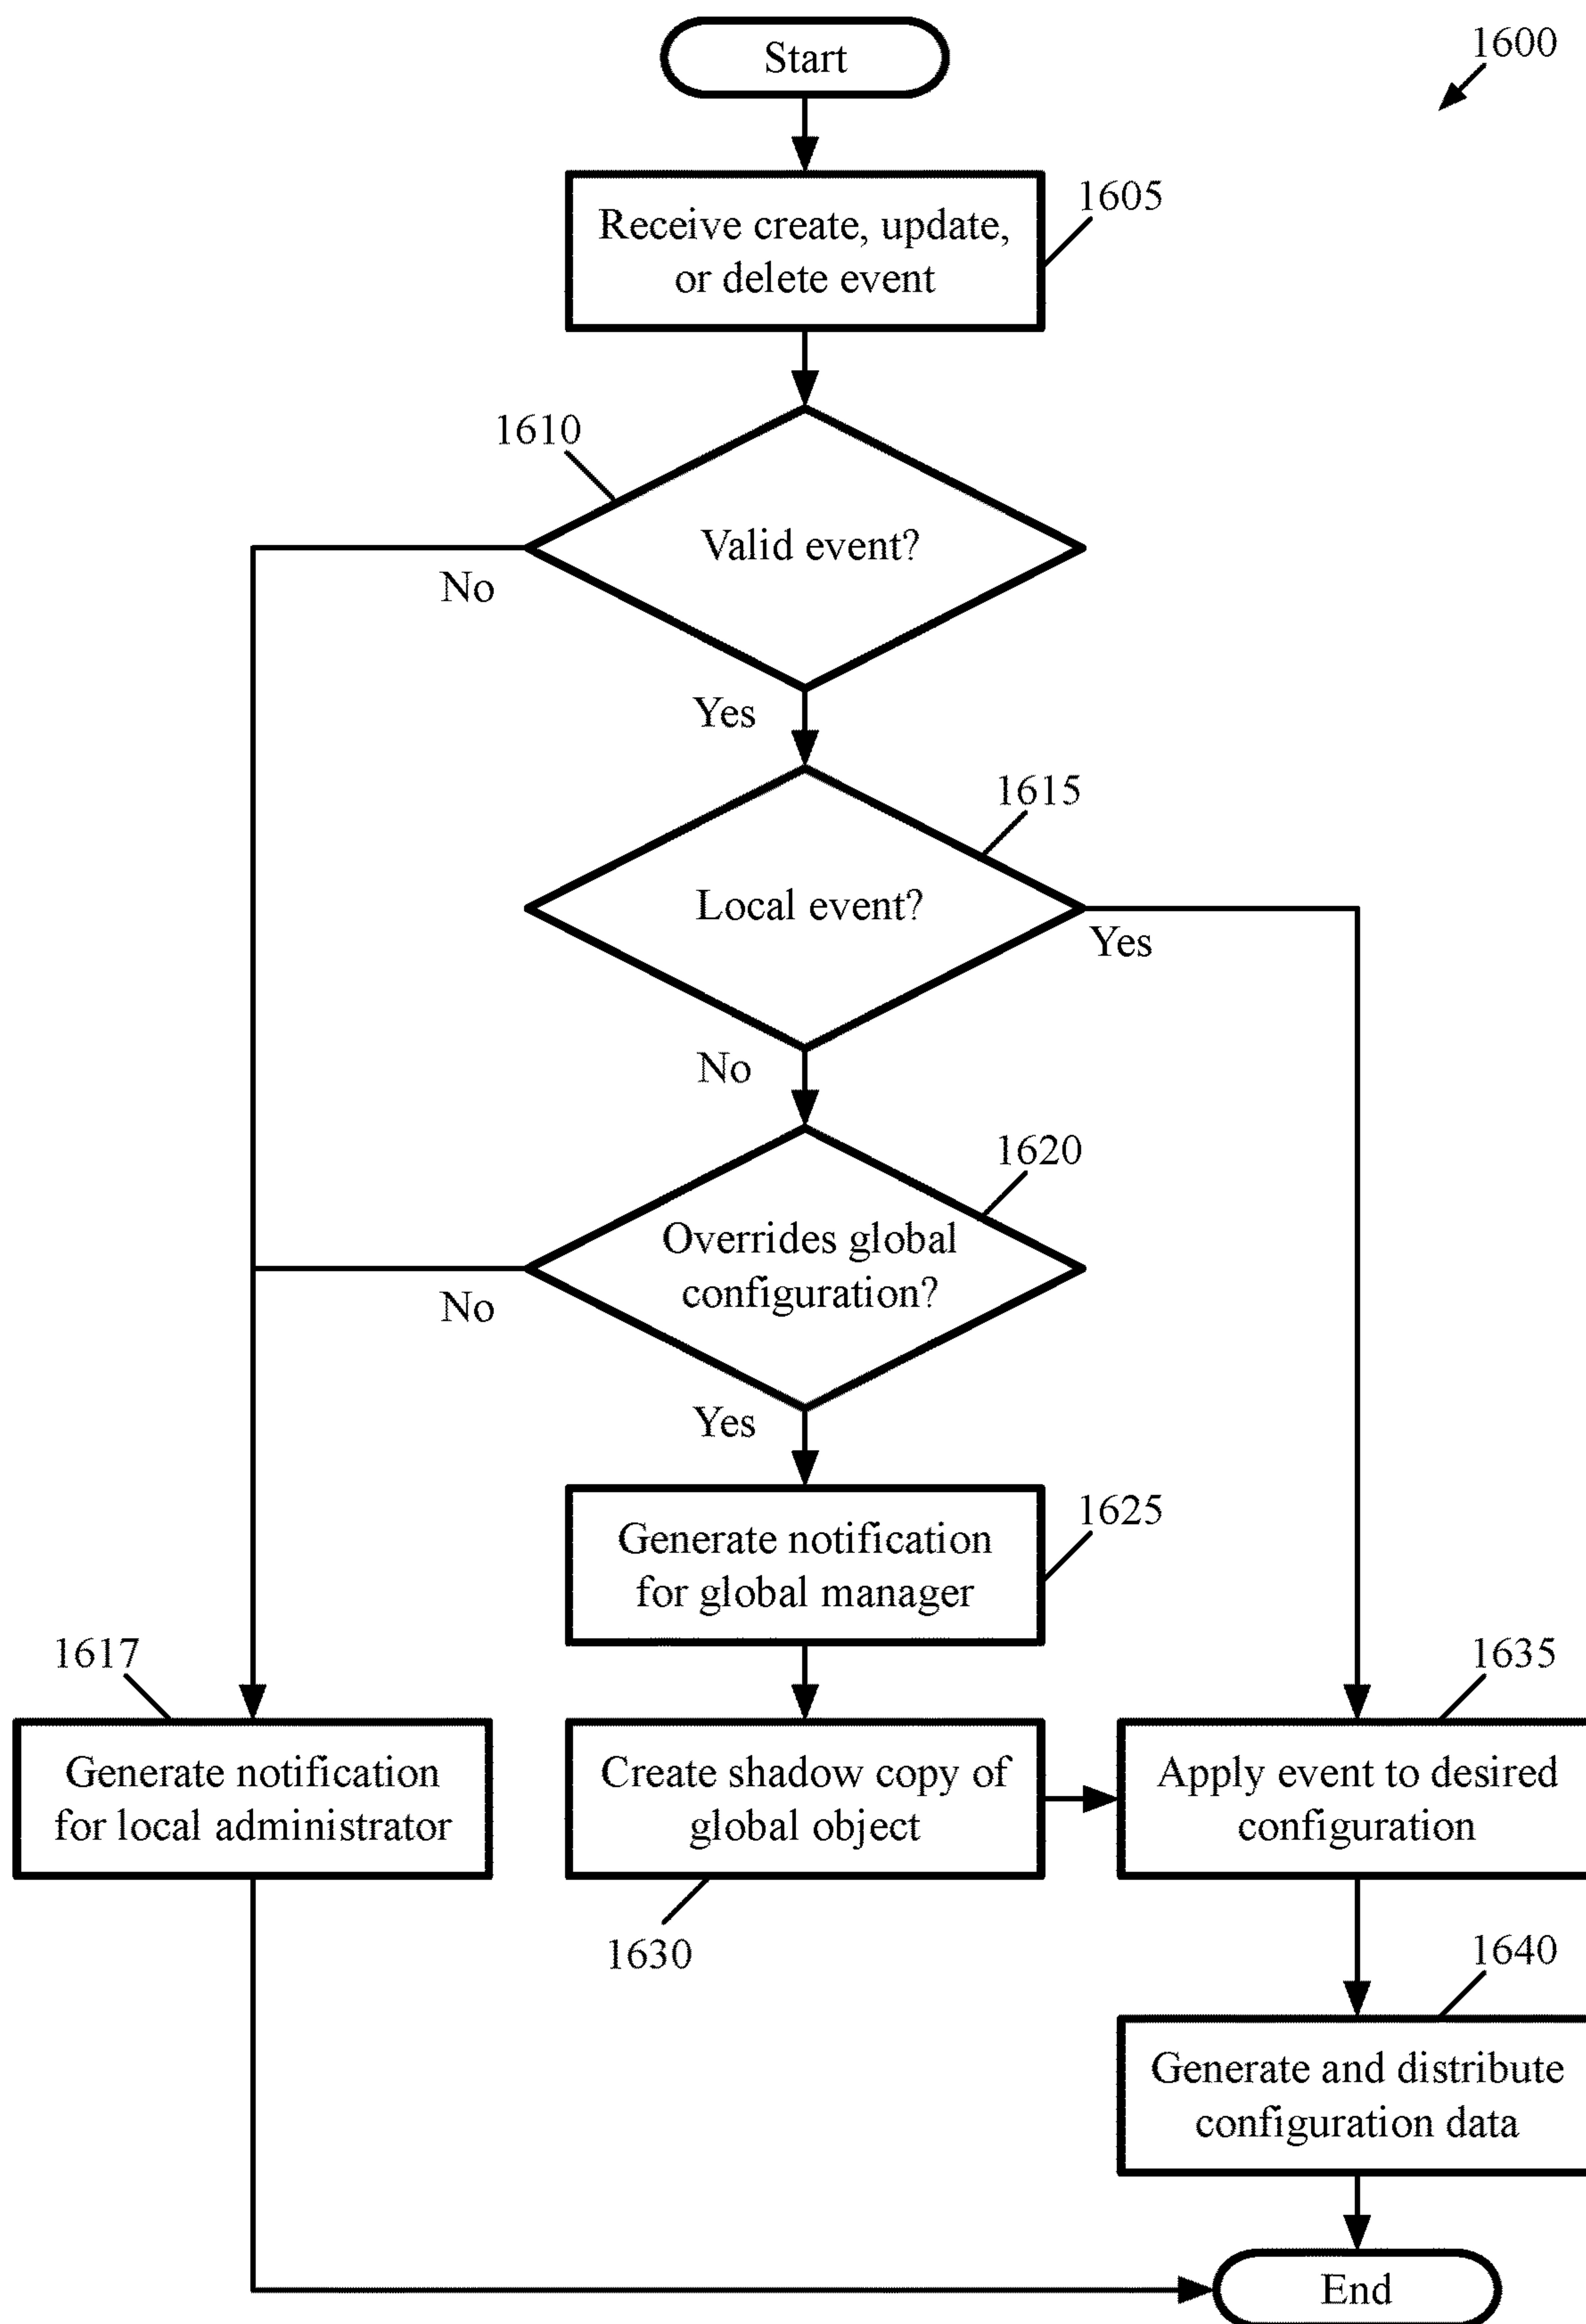 Start
1600
1605
Receive create, update,
or delete event
1610
Valid event?
No
Yes
1615
Local event?
Yes
No
1620
Overrides global
configuration?
No
Yes
1625
Generate notification
for global manager
1617
Generate notification
for local administrator
Create shadow copy of
global object
1630
1635
Apply event to desired
configuration
1640
Generate and distribute
configuration data
End